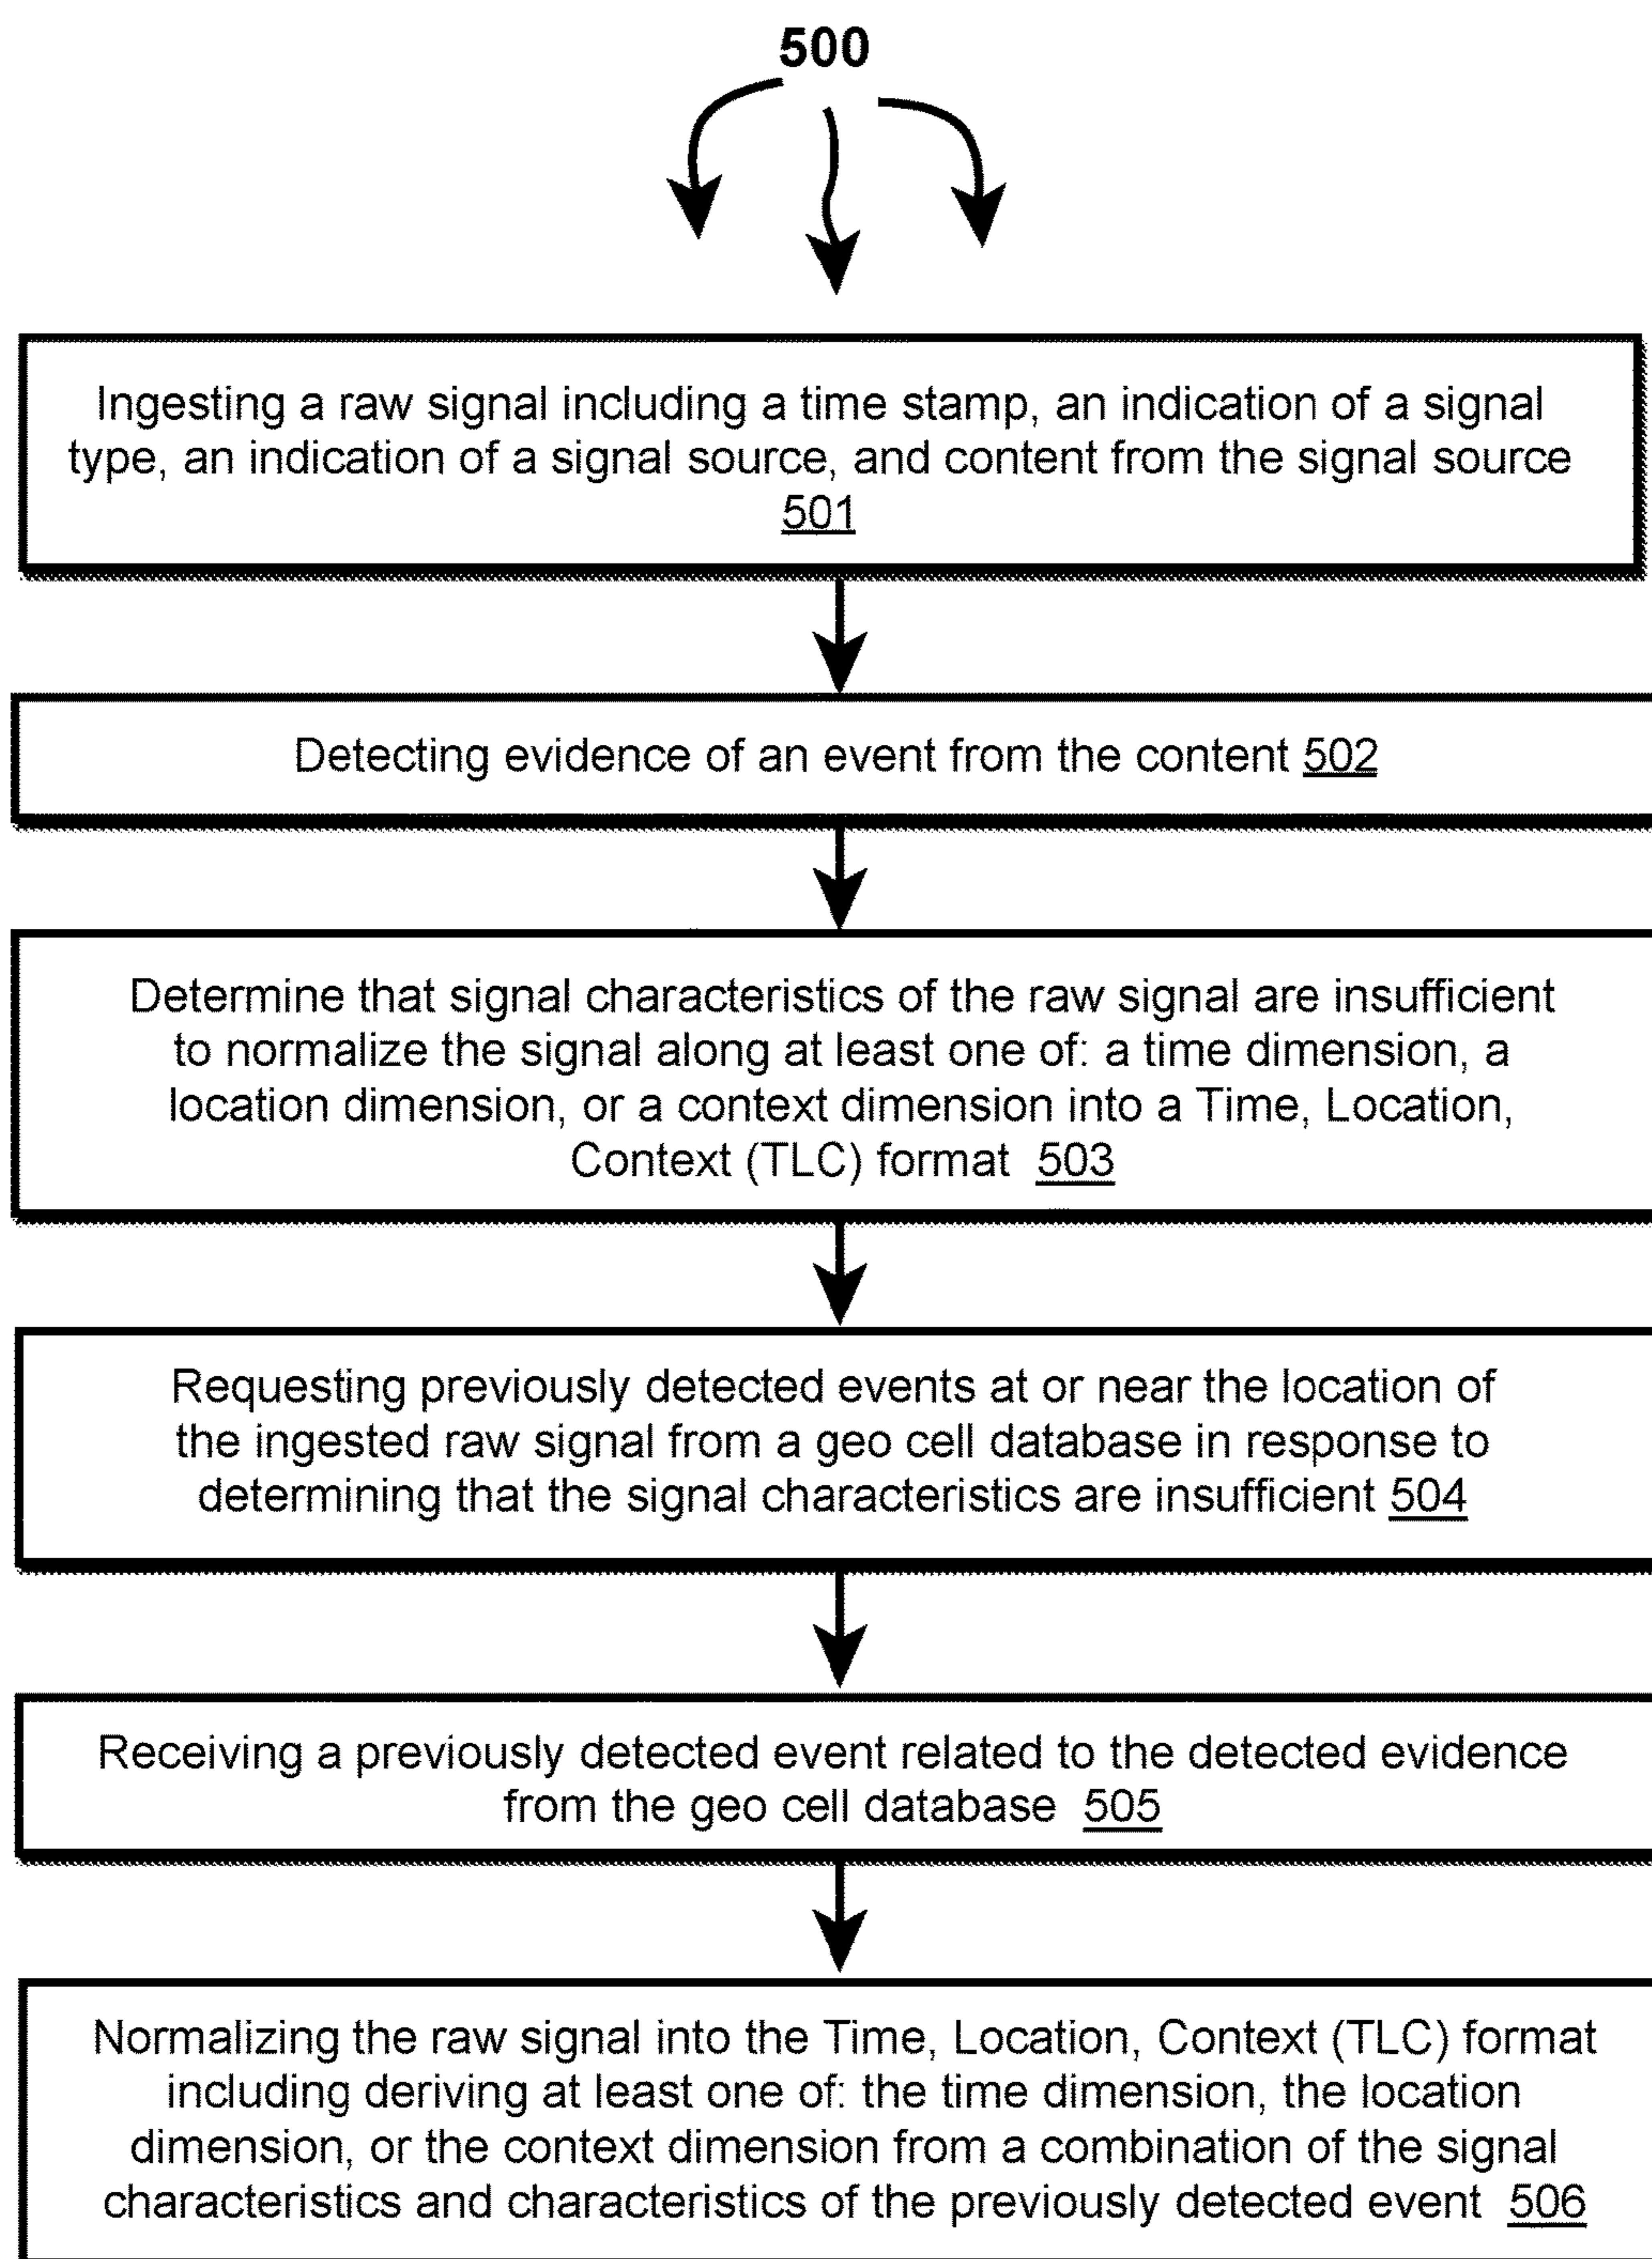 500
Ingesting a raw signal including a time stamp, an indication of a signal
type, an indication of a signal source, and content from the signal source
501
Detecting evidence of an event from the content 502
Determine that signal characteristics of the raw signal are insufficient
to normalize the signal along at least one of: a time dimension, a
location dimension, or a context dimension into a Time, Location,
Context (TLC) format 503
Requesting previously detected events at or near the location of
the ingested raw signal from a geo cell database in response to
determining that the signal characteristics are insufficient 504
Receiving a previously detected event related to the detected evidence
from the geo cell database 505
Normalizing the raw signal into the Time, Location, Context (TLC) format
including deriving at least one of: the time dimension, the location
dimension, or the context dimension from a combination of the signal
characteristics and characteristics of the previously detected event 506